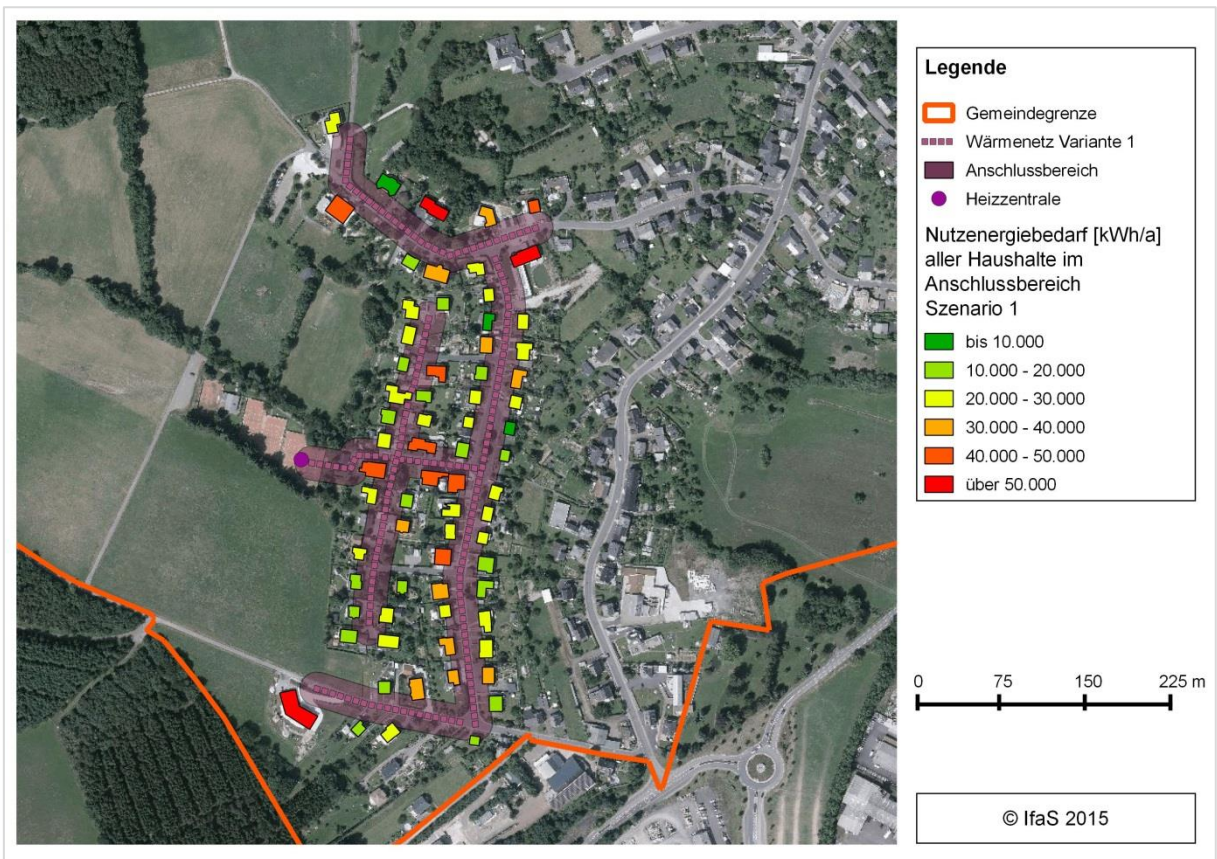 Legende
Gemeindegrenze
Wärmenetz Variante 1
Anschlussbereich
Heizzentrale
Nutzenergiebedarf [kWh/a]
aller Haushalte im
Anschlussbereich
Szenario 1
bis 10.000
10.000 - 20.000
20.000 - 30.000
30.000 - 40.000
40.000 - 50.000
über 50.000
0 75 150 225 m
© IfaS 2015